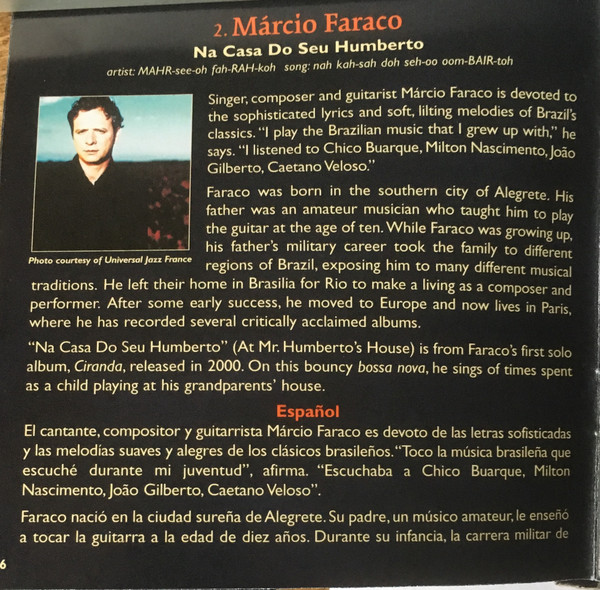 2. Márcio Faraco
Na Casa Do Seu Humberto
artist: MAHR-see-oh fah-RAH-koh song: nah kah-sah doh seh-oo oom-BAIR-toh
Singer, composer and guitarist Márcio Faraco is devoted to
the sophisticated lyrics and soft, lilting melodies of Brazil's
classics. "I play the Brazilian music that I grew up with," he
says. "I listened to Chico Buarque, Milton Nascimento, João
Gilberto, Caetano Veloso."
Faraco was born in the southern city of Alegrete. His
father was an amateur musician who taught him to play
the guitar at the age of ten. While Faraco was growing up,
his father's military career took the family to different
regions of Brazil, exposing him to many different musical
Photo courtesy of Universal Jazz France
traditions. He left their home in Brasilia for Rio to make a living as a composer and
performer. After some early success, he moved to Europe and now lives in Paris,
where he has recorded several critically acclaimed albums.
"Na Casa Do Seu Humberto" (At Mr. Humberto's House) is from Faraco's first solo
album, Ciranda, released in 2000. On this bouncy bossa nova, he sings of times spent
as a child playing at his grandparents' house.
Español
El cantante, compositor y guitarrista Márcio Faraco es devoto de las letras sofisticadas
y las melodías suaves y alegres de los clásicos brasileños. "Toco la música brasileña que
escuché durante mi juventud", afirma. "Escuchaba a Chico Buarque, Milton
Nascimento, João Gilberto, Caetano Veloso".
Faraco nació en la ciudad sureña de Alegrete. Su padre, un músico amateur, le enseñó
a tocar la guitarra a la edad de diez años. Durante su infancia, la carrera militar de
6